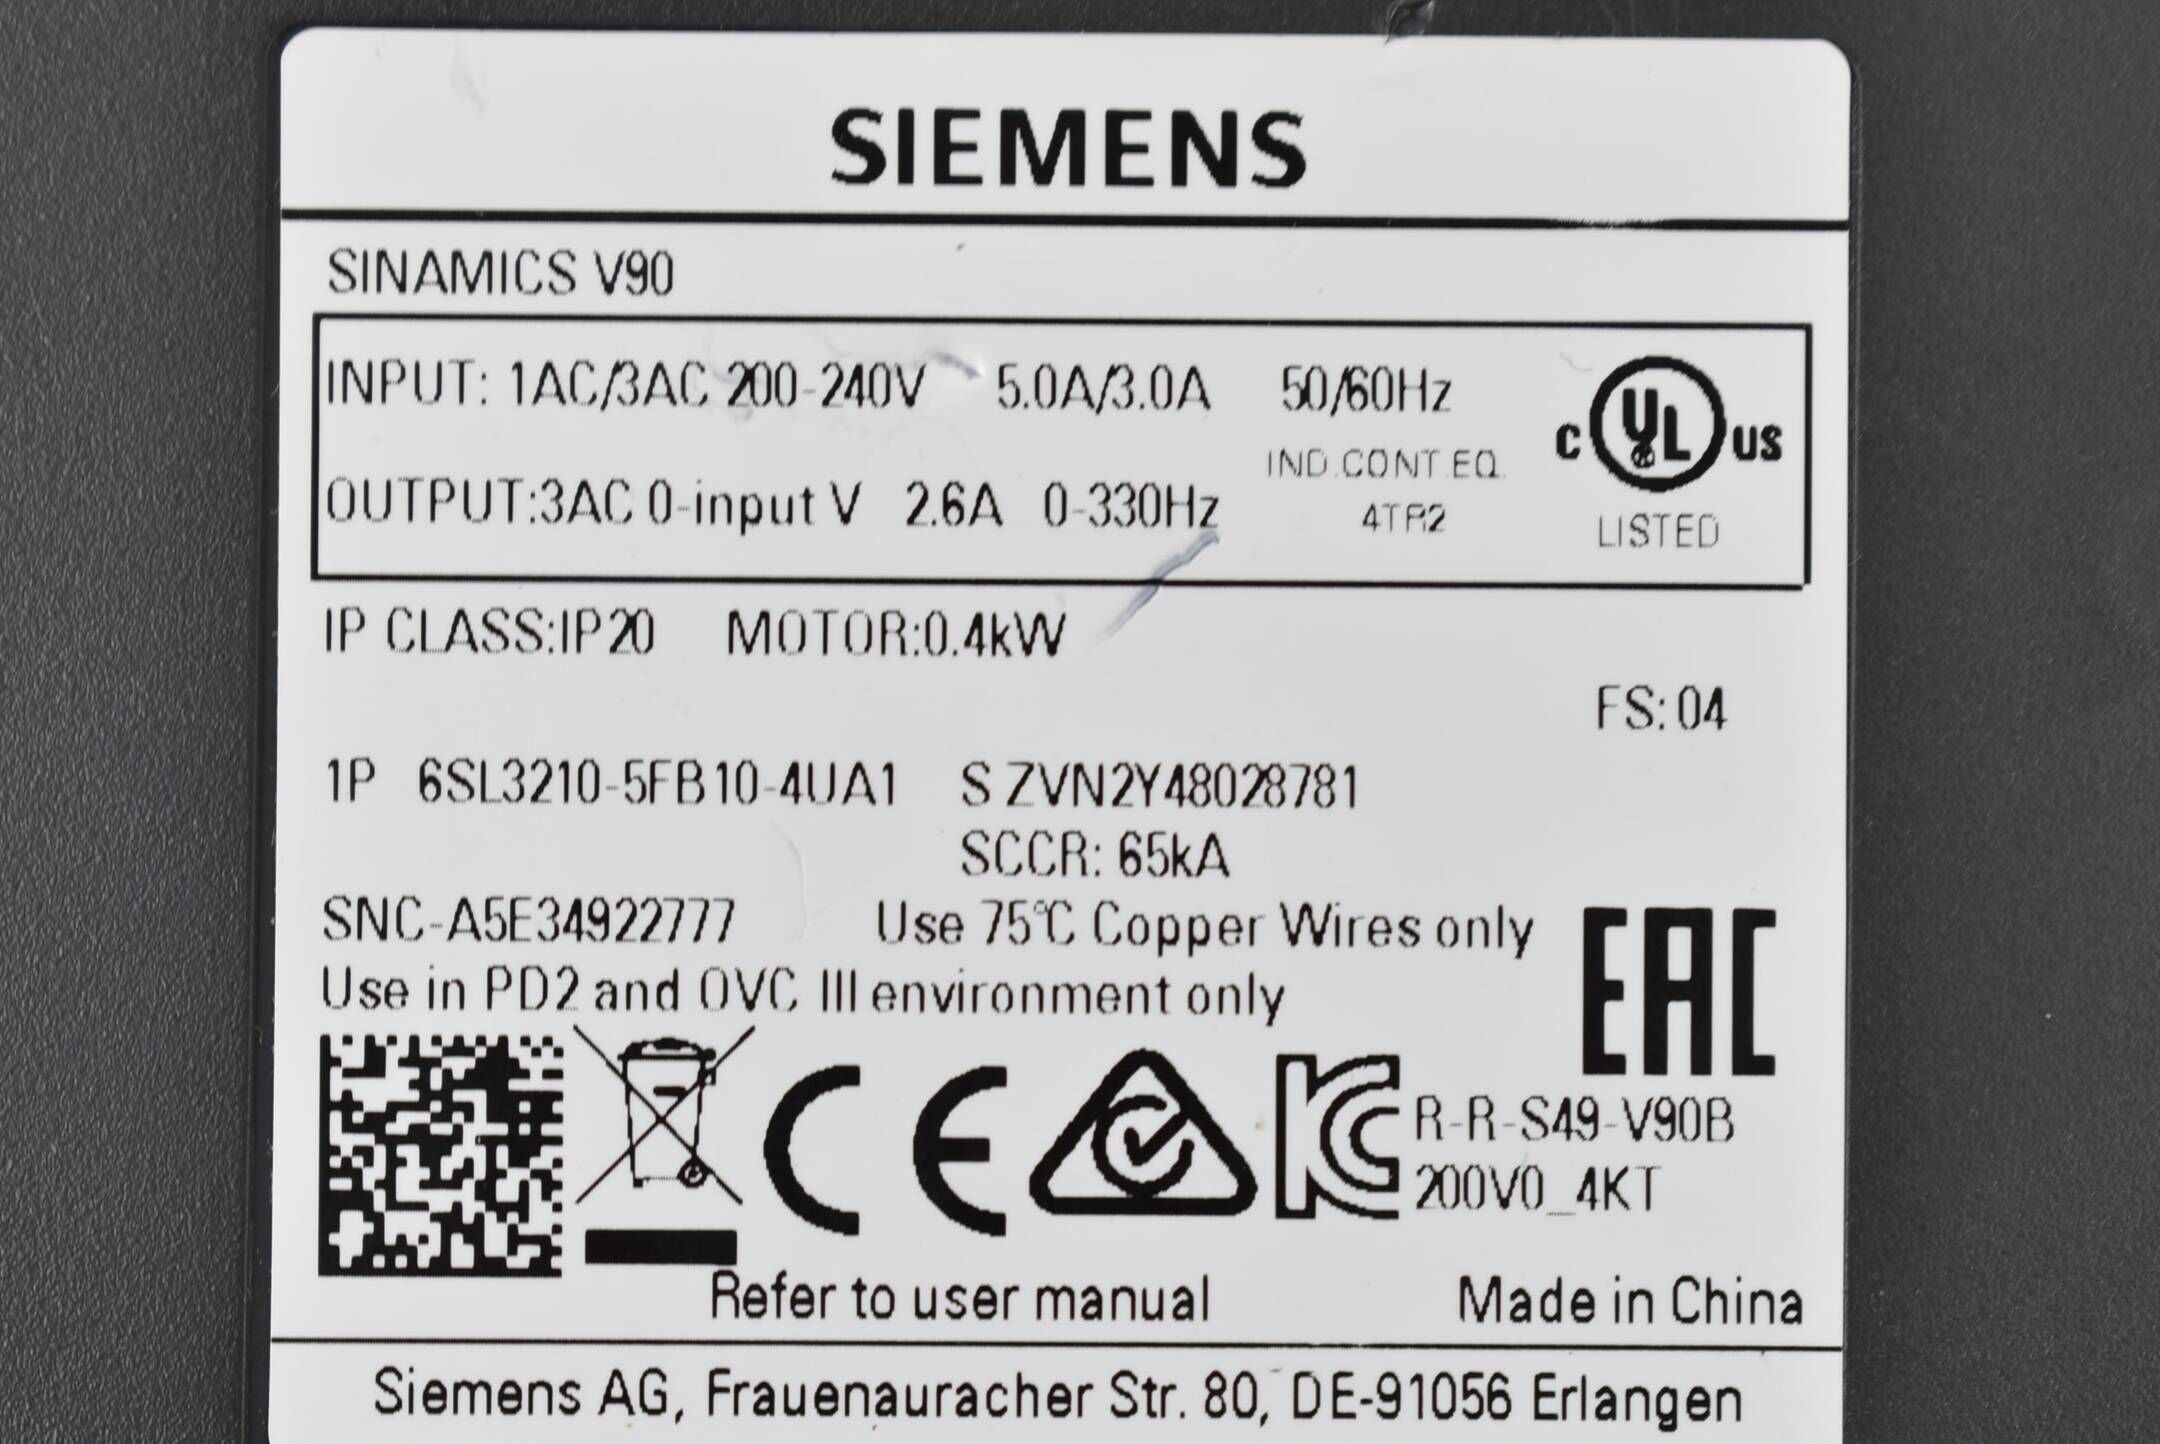 SIEMENS
SINAMICS V90
INPUT: 1AC/3AC 200-240V 5.0A/3.0A 50/60Hz
IND.CONT.EQ.
OUTPUT:3AC 0-input V 2.6A 0-330Hz
4TR2
C UL US
LISTED
IP CLASS:IP20 MOTOR:0.4kW
FS: 04
1P 6SL3210-5FB10-4UA1 S ZVN2Y48028781
SCCR: 65kA
SNC-A5E34922777 Use 75℃ Copper Wires only
Use in PD2 and OVC III environment only
EAC
CE
KC
R-R-S49-V90B
200V0_4KT
Refer to user manual Made in China
Siemens AG, Frauenauracher Str. 80, DE-91056 Erlangen